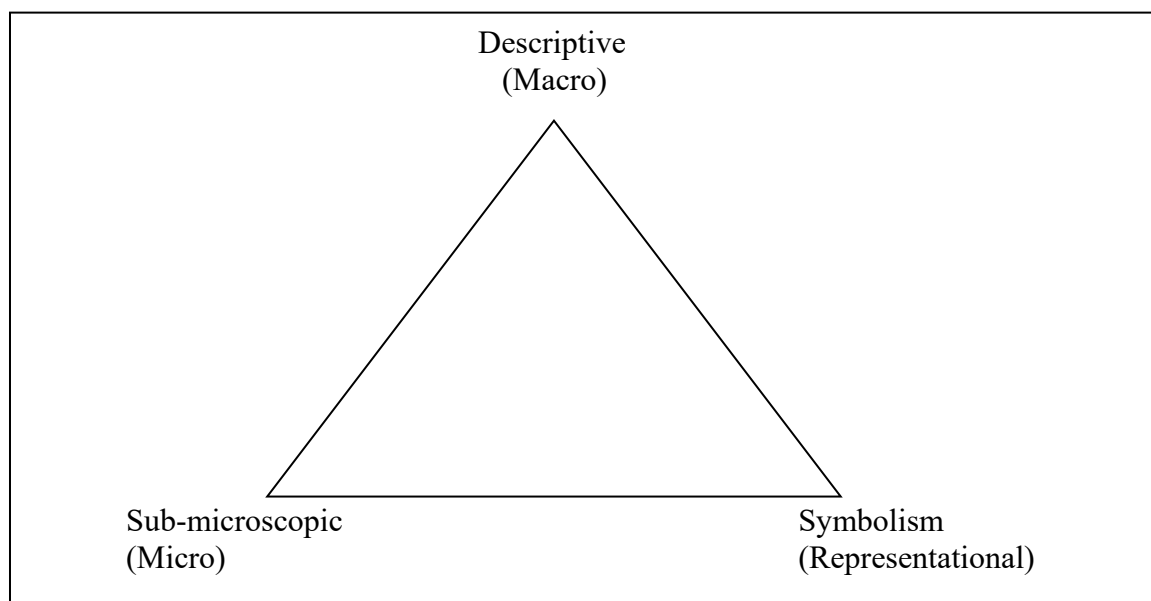 Descriptive
(Macro)
Sub-microscopic
(Micro)
Symbolism
(Representational)